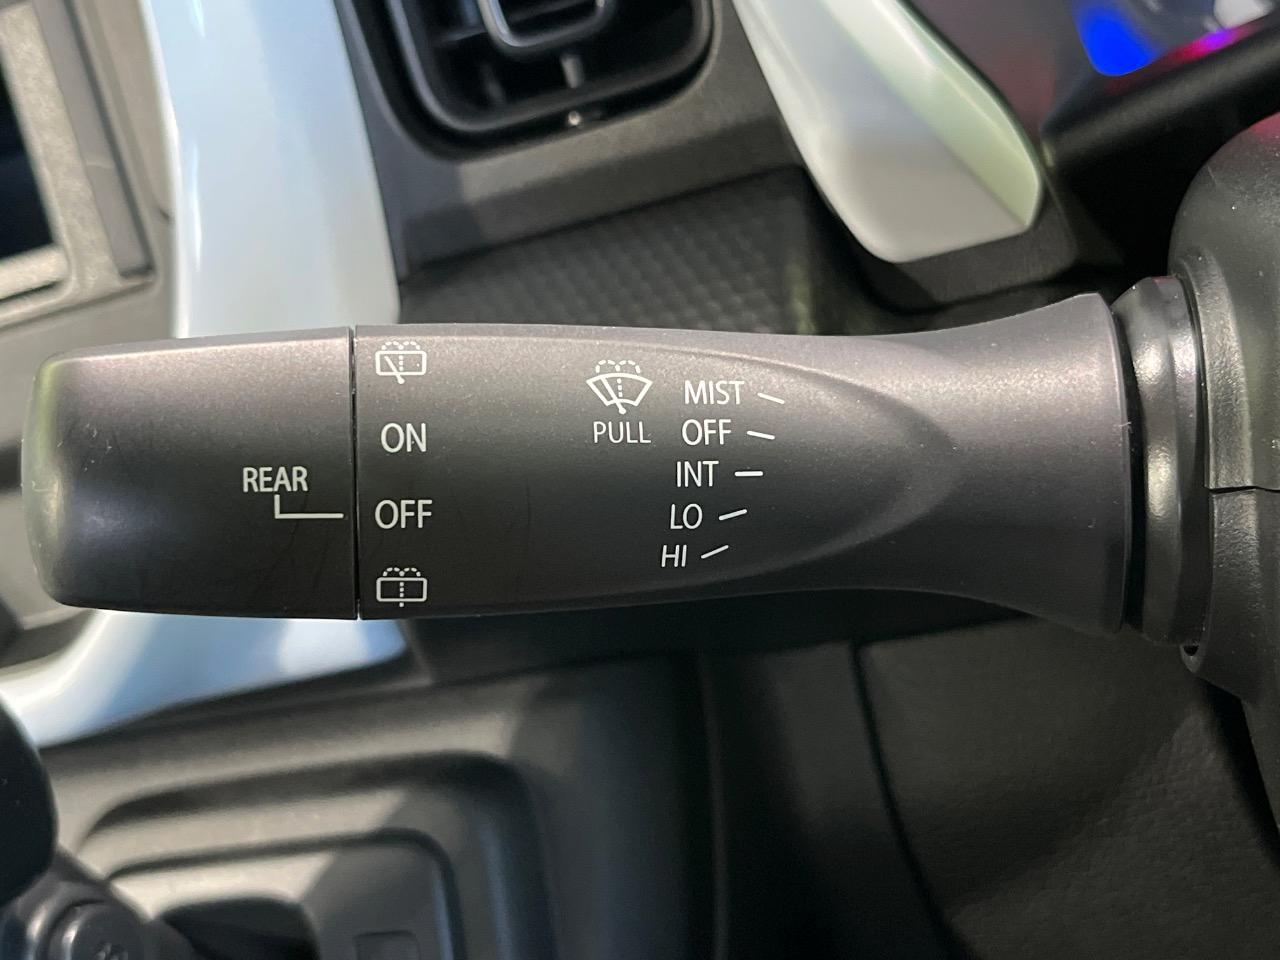 REAR
ON
OFF
PULL
MIST
OFF
INT
LO
HI